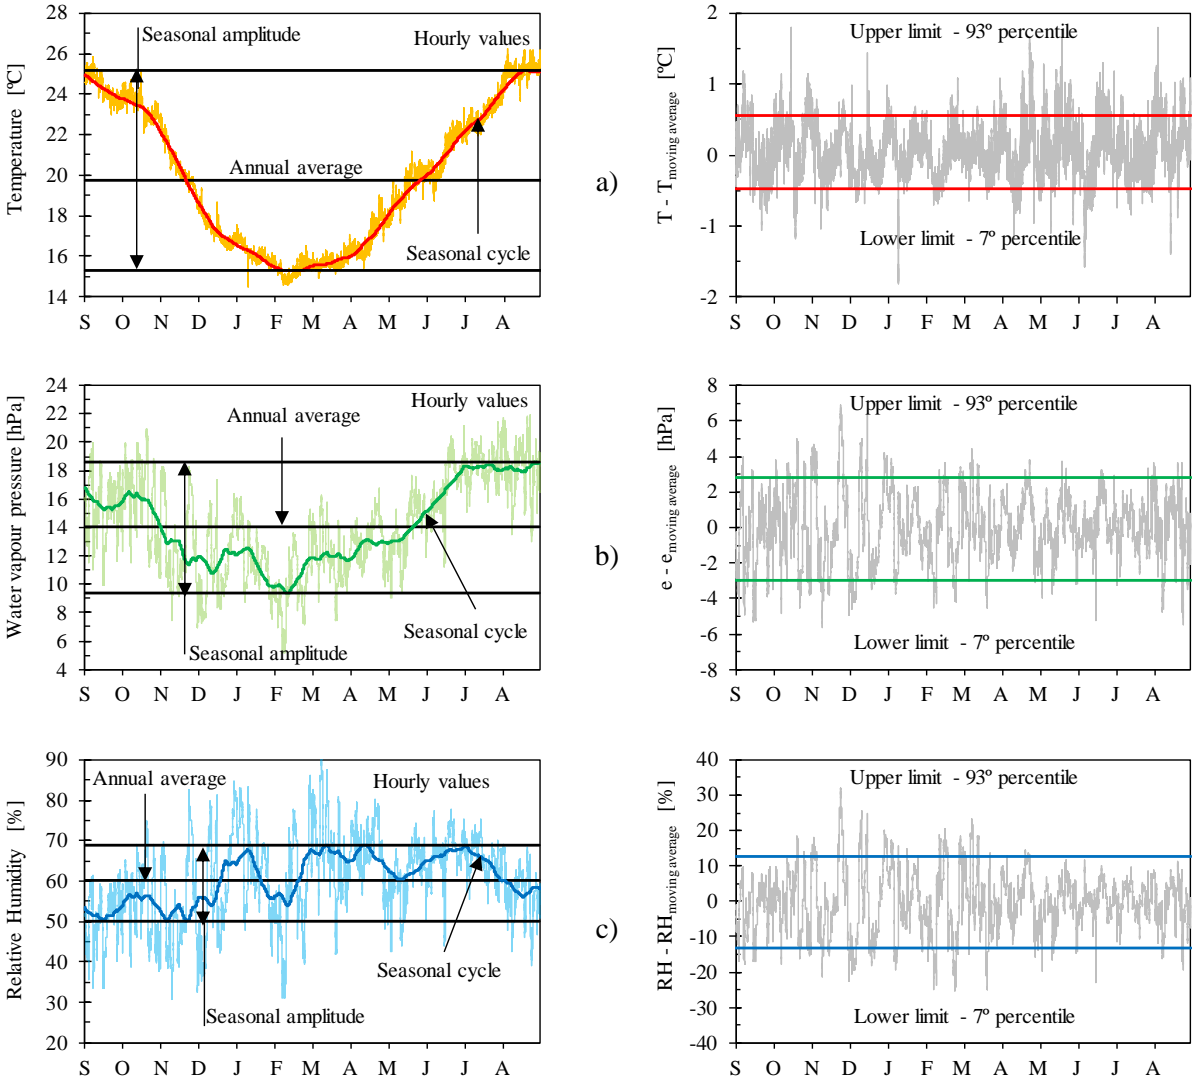 28
26
24
22
20
18
16
14
Temperature [ºC]
Seasonal amplitude
Hourly values
Annual average
Seasonal cycle
S O N D J F M A M J J A
a)
2
1
0
-1
-2
T - Tmoving average [ºC]
Upper limit - 93º percentile
Lower limit - 7º percentile
S O N D J F M A M J J A
24
22
20
18
16
14
12
10
8
6
4
Water vapour pressure [hPa]
Hourly values
Annual average
Seasonal cycle
Seasonal amplitude
S O N D J F M A M J J A
b)
8
6
4
2
0
-2
-4
-6
-8
e - emoving average [hPa]
Upper limit - 93º percentile
Lower limit - 7º percentile
S O N D J F M A M J J A
90
80
70
60
50
40
30
20
Relative Humidity [%]
Annual average
Hourly values
Seasonal cycle
Seasonal amplitude
S O N D J F M A M J J A
c)
40
30
20
10
0
-10
-20
-30
-40
RH - RHmoving average [%]
Upper limit - 93º percentile
Lower limit - 7º percentile
S O N D J F M A M J J A